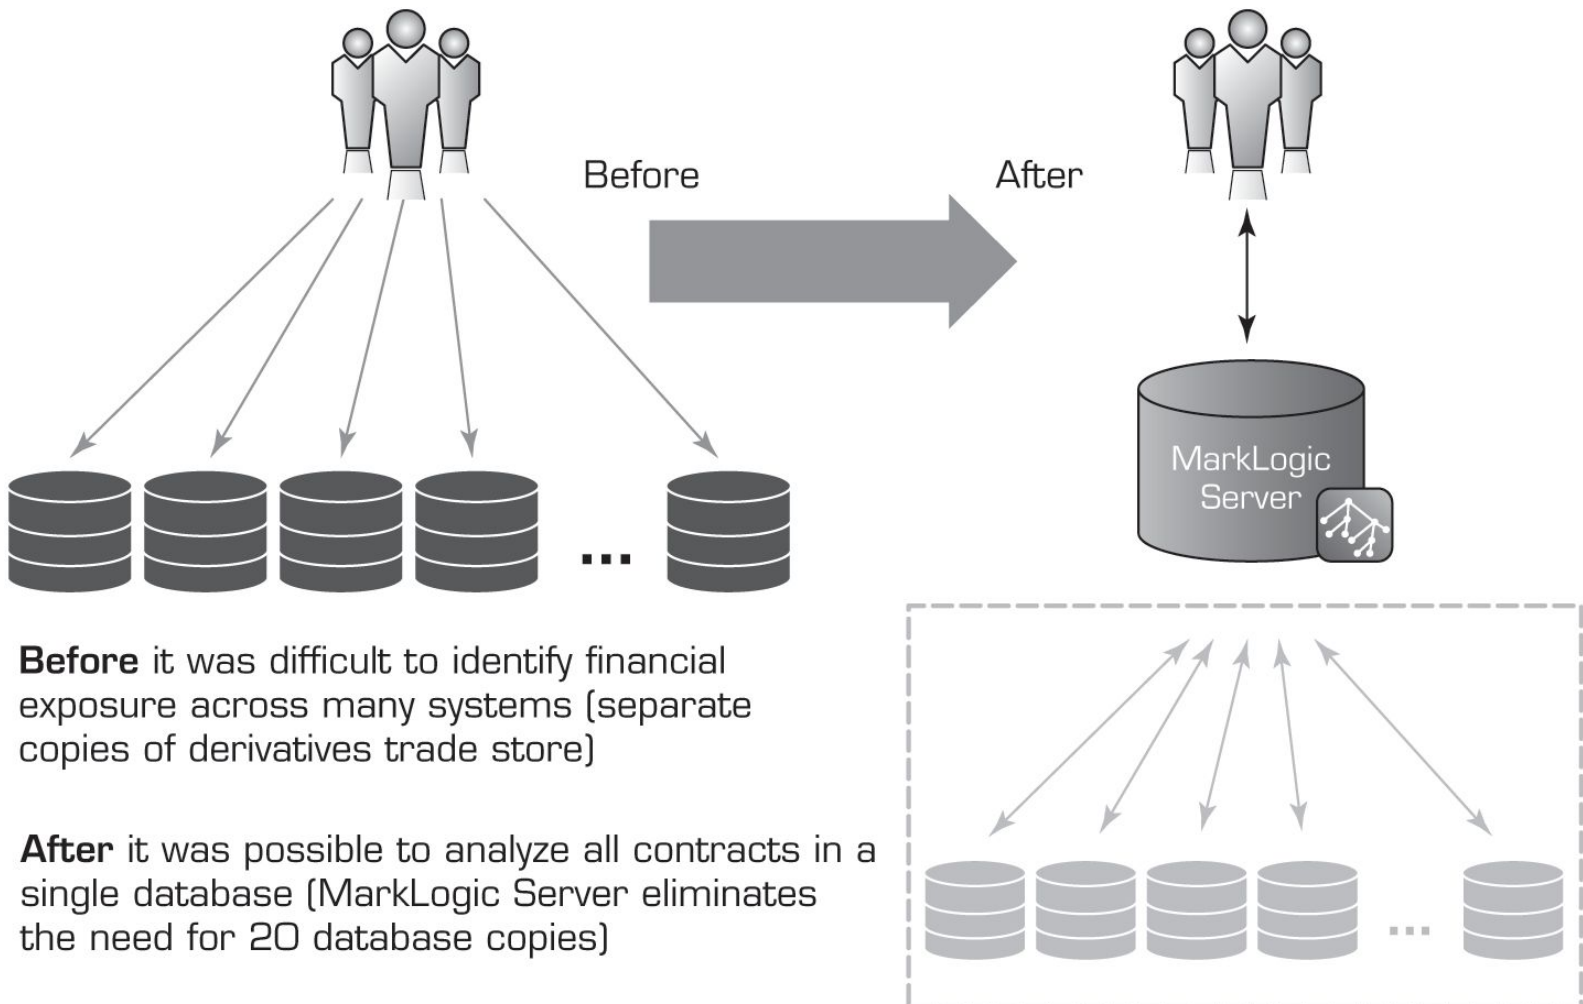 Before
After
MarkLogic
Server
...
Before it was difficult to identify financial
exposure across many systems (separate
copies of derivatives trade store)
After it was possible to analyze all contracts in a
single database (MarkLogic Server eliminates
the need for 20 database copies)
...